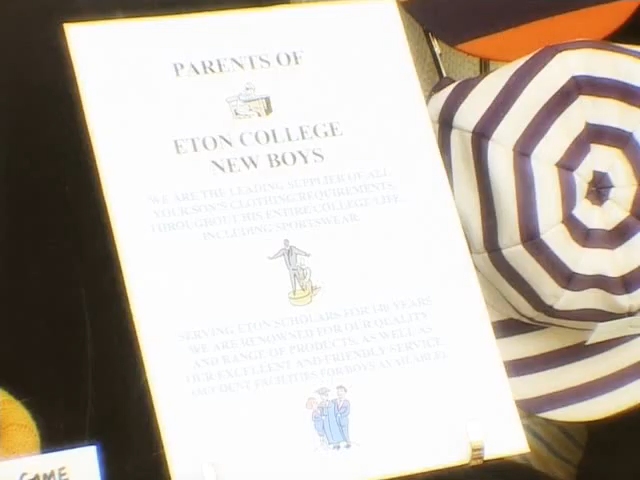 PARENTS OF
ETON COLLEGE
NEW BOYS
WE ARE THE LEADING SUPPLIER OF ALL
YOUR SON'S CLOTHING REQUIREMENTS,
THROUGHOUT HIS ENTIRE COLLEGE LIFE,
INCLUDING SPORTSWEAR.
SERVING ETON SCHOLARS FOR 140 YEARS
WE ARE RENOWNED FOR OUR QUALITY
AND RANGE OF PRODUCTS, AS WELL AS
OUR EXCELLENT AND FRIENDLY SERVICE
(ACCOUNT FACILITIES FOR BOYS AVAILABLE)
GAME